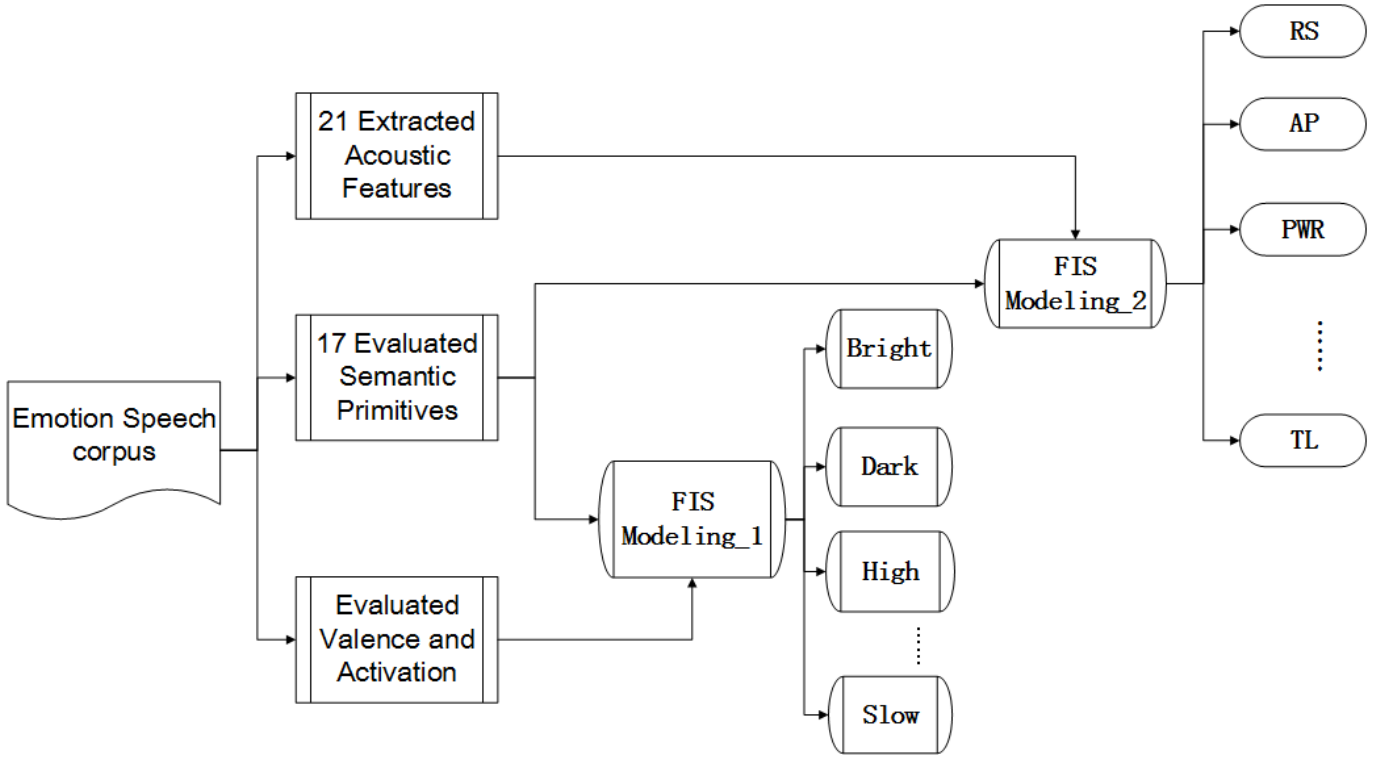 Emotion Speech
corpus
21 Extracted
Acoustic
Features
17 Evaluated
Semantic
Primitives
Evaluated
Valence and
Activation
FIS
Modeling_1
Bright
Dark
High
Slow
FIS
Modeling_2
RS
AP
PWR
TL